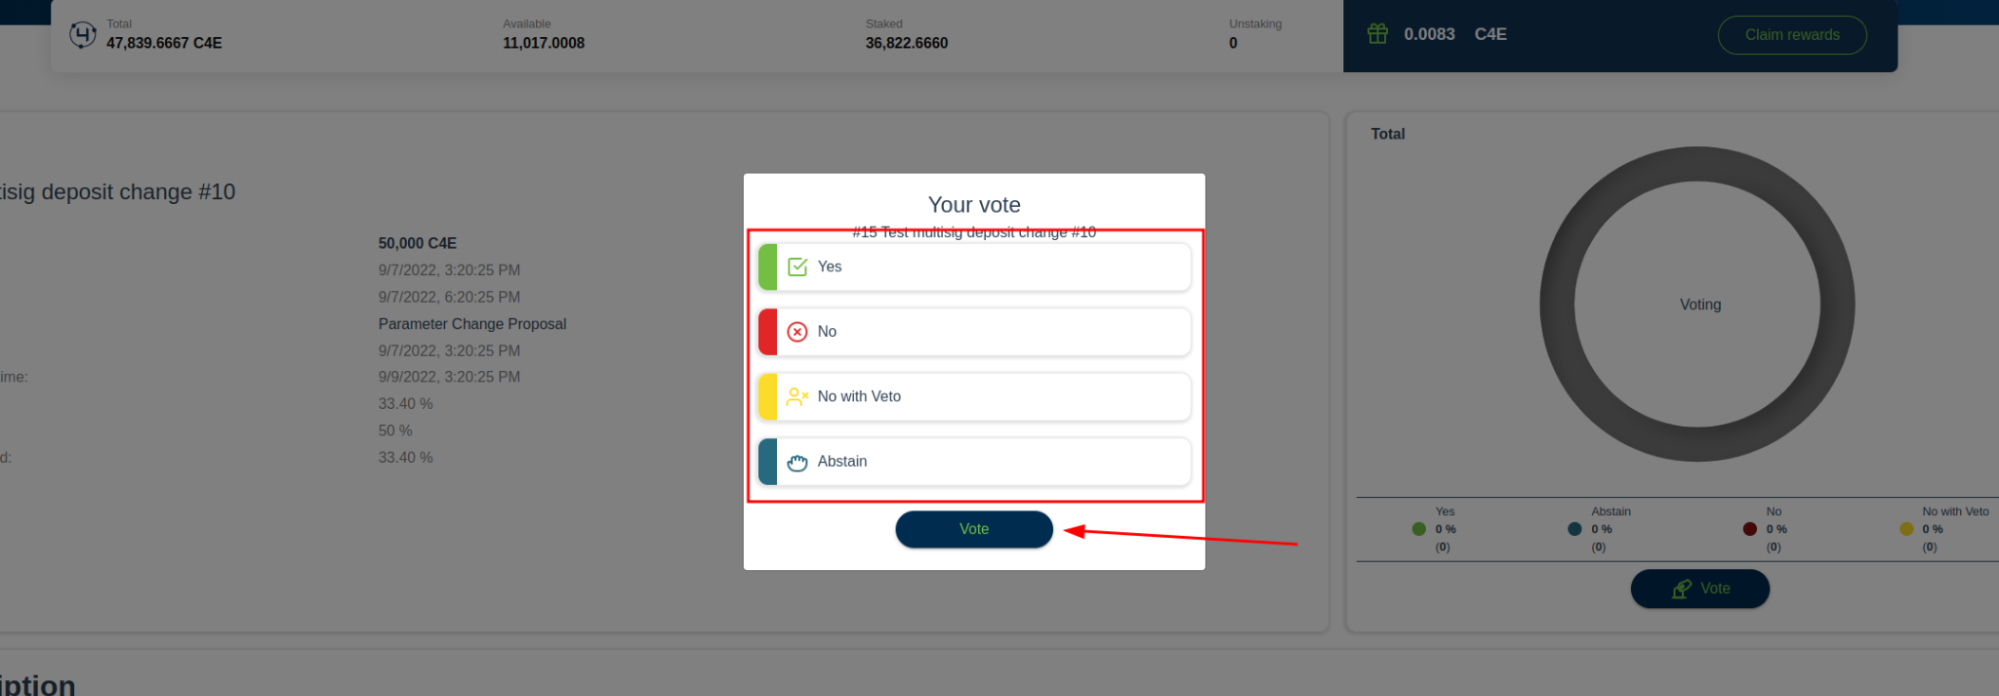 Total
47,839.6667 C4E
Available
11,017.0008
Staked
36,822.6660
Unstaking
0
0.0083 C4E
Claim rewards
tisig deposit change #10
50,000 C4E
9/7/2022, 3:20:25 PM
9/7/2022, 6:20:25 PM
Parameter Change Proposal
9/7/2022, 3:20:25 PM
ime:
9/9/2022, 3:20:25 PM
33.40 %
50 %
d:
33.40 %
Your vote
#15 Test multisig deposit change #10
Yes
No
No with Veto
Abstain
Vote
Total
Voting
Yes
0 %
(0)
Abstain
0 %
(0)
No
0 %
(0)
No with Veto
0 %
(0)
Vote
iption